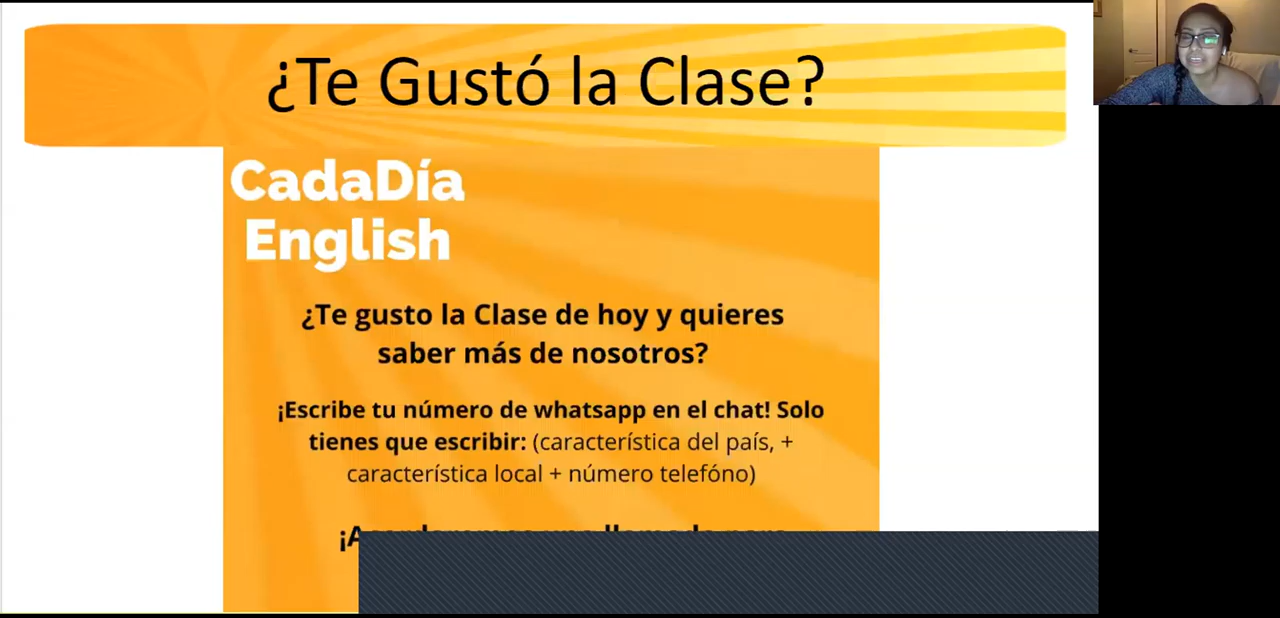 ¿Te Gustó la Clase?
CadaDía
English
¿Te gusto la Clase de hoy y quieres
saber más de nosotros?
¡Escribe tu número de whatsapp en el chat! Solo
tienes que escribir: (característica del país, +
característica local + número telefóno)